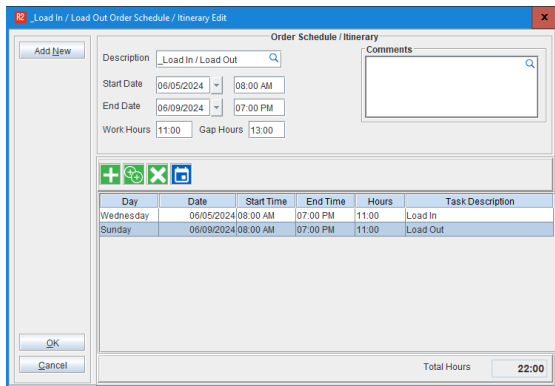 R2 _Load In / Load Out Order Schedule / Itinerary Edit x
Add New
Order Schedule / Itinerary
Description _Load In / Load Out
Comments
Start Date 06/05/2024 08:00 AM
End Date 06/09/2024 07:00 PM
Work Hours 11:00 Gap Hours 13:00
Day Date Start Time End Time Hours Task Description
Wednesday 06/05/2024 08:00 AM 07:00 PM 11:00 Load In
Sunday 06/09/2024 08:00 AM 07:00 PM 11:00 Load Out
OK
Cancel
Total Hours 22:00